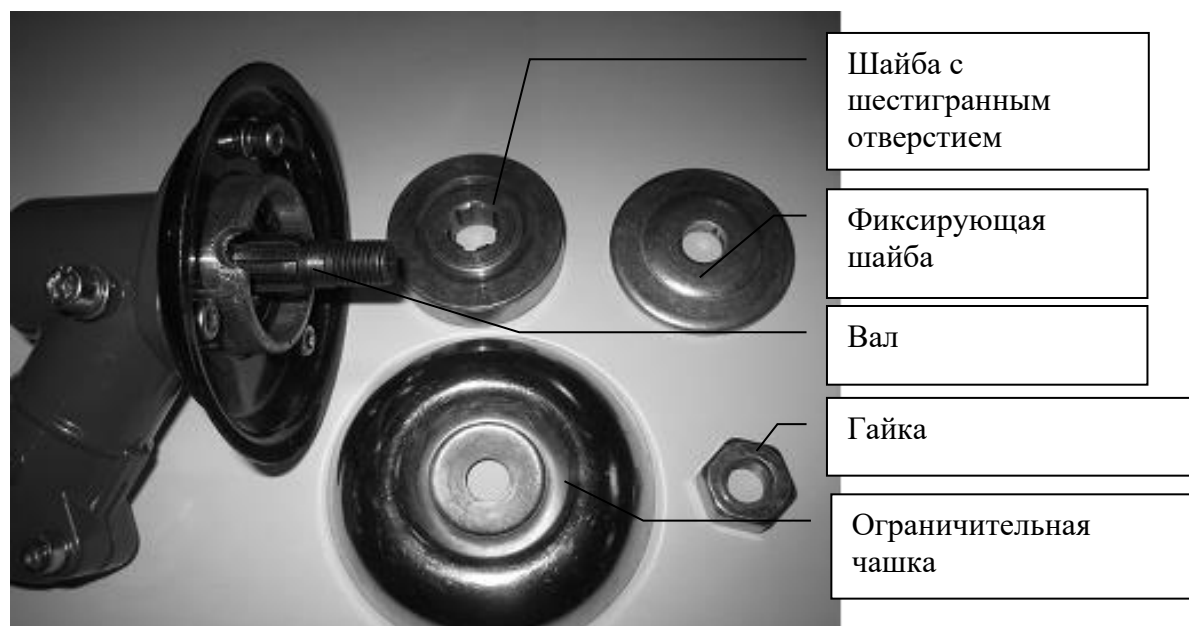 Шайба с
шестигранным
отверстием
Фиксирующая
шайба
Вал
Гайка
Ограничительная
чашка